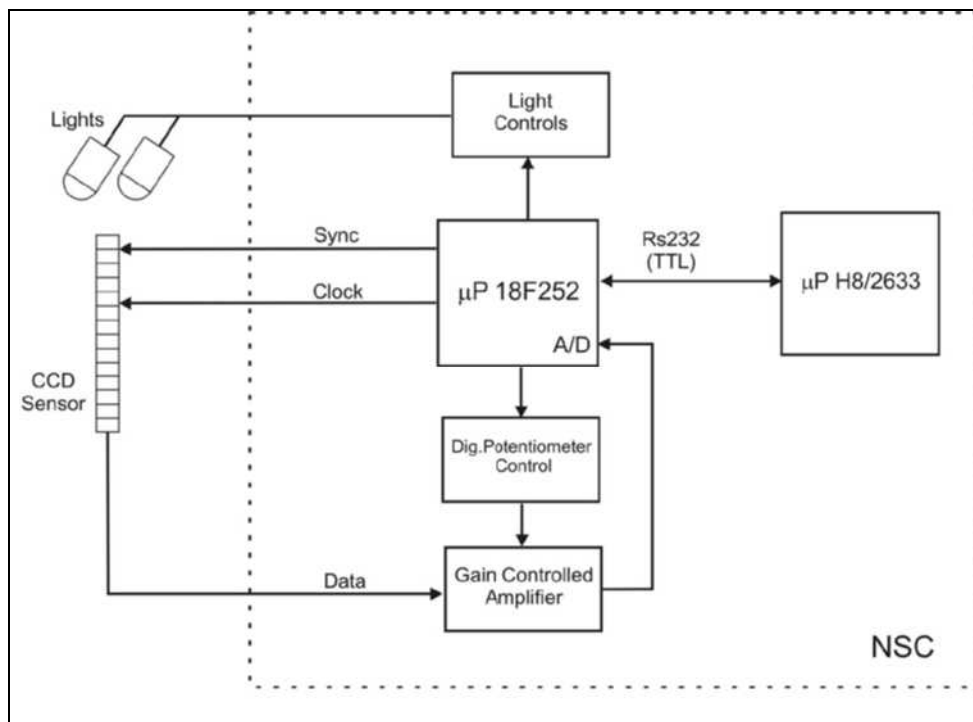 Light
Controls
Lights
Sync
Clock
μP 18F252
A/D
Rs232
(TTL)
μP H8/2633
CCD
Sensor
Dig.Potentiometer
Control
Data
Gain Controlled
Amplifier
NSC